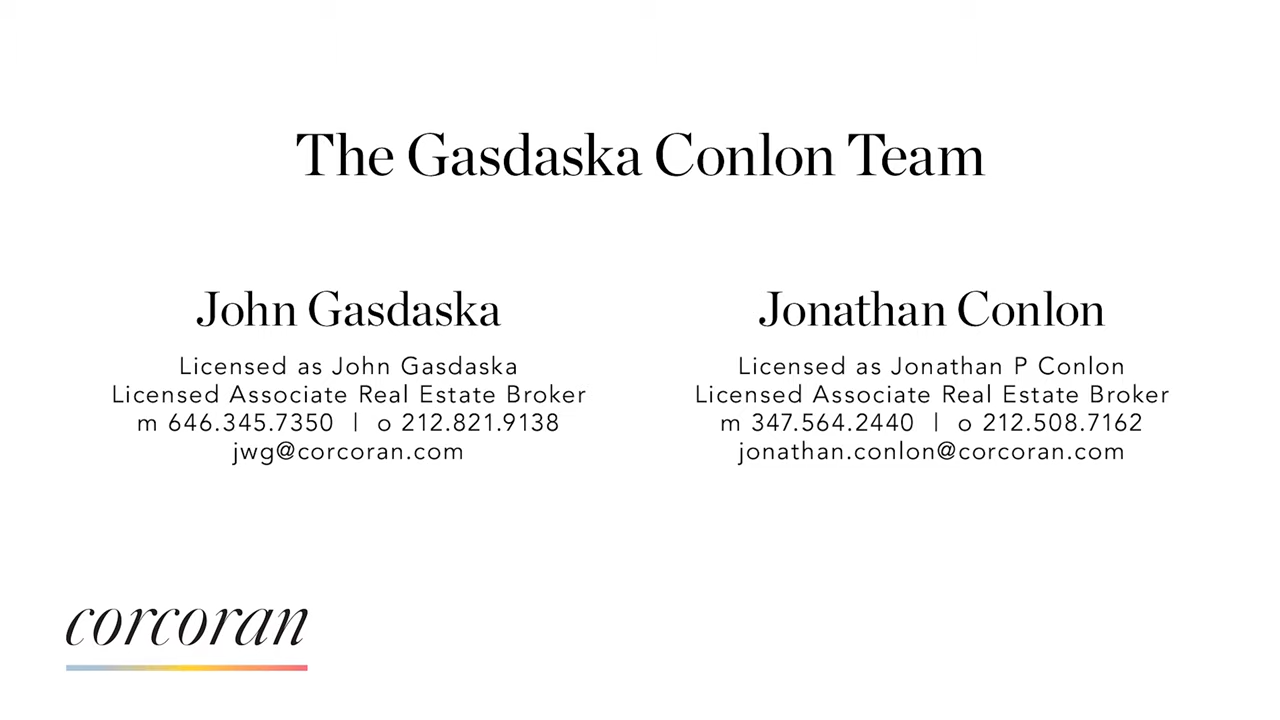 The Gasdaska Conlon Team
John Gasdaska
Licensed as John Gasdaska
Licensed Associate Real Estate Broker
m 646.345.7350 | o 212.821.9138
jwg@corcoran.com
Jonathan Conlon
Licensed as Jonathan P Conlon
Licensed Associate Real Estate Broker
m 347.564.2440 | o 212.508.7162
jonathan.conlon@corcoran.com
corcoran